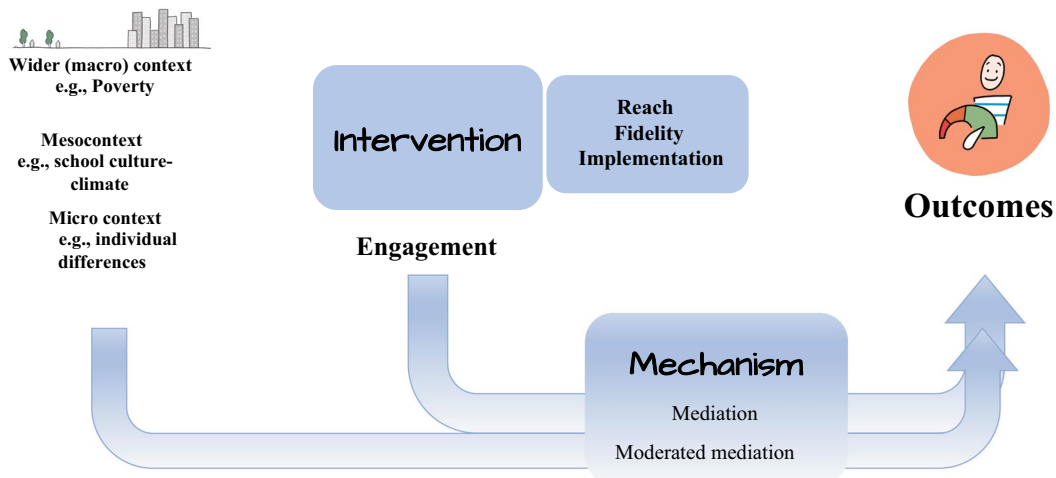 Wider (macro) context
e.g., Poverty
Mesocontext
e.g., school culture-
climate
Micro context
e.g., individual
differences
Intervention
Reach
Fidelity
Implementation
Engagement
Mechanism
Mediation
Moderated mediation
Outcomes